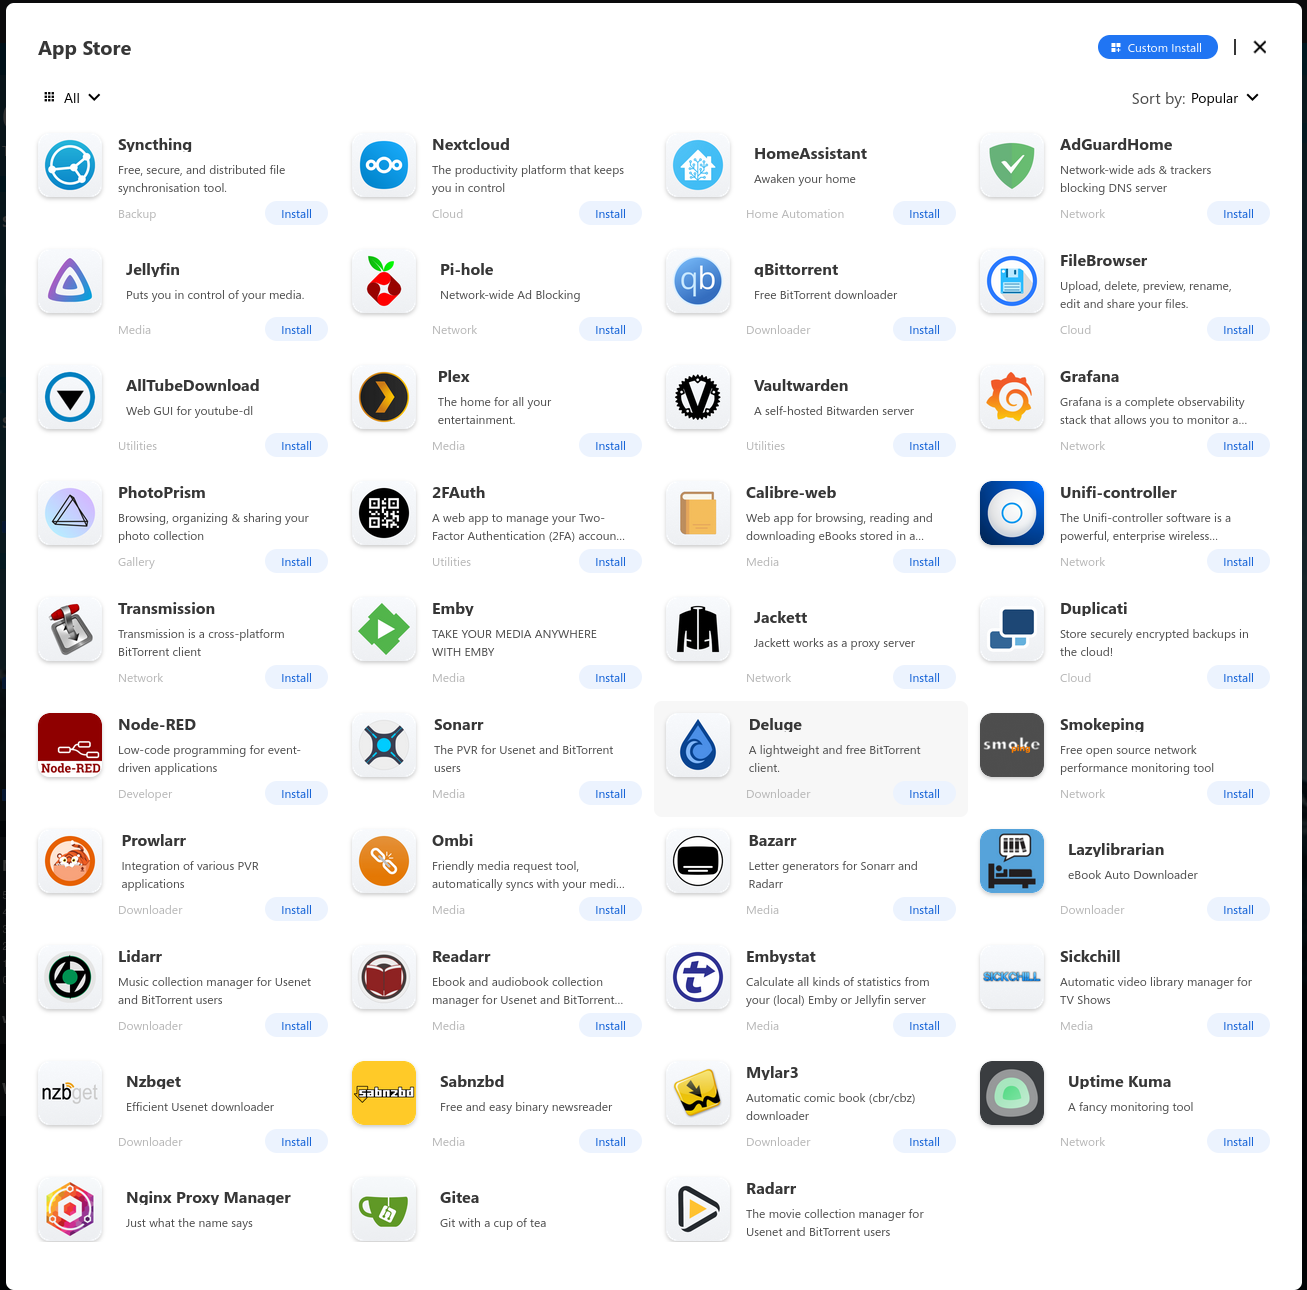 App Store
Custom Install
All
Sort by: Popular
Syncthing
Free, secure, and distributed file
synchronisation tool.
Backup
Install
Nextcloud
The productivity platform that keeps
you in control
Cloud
Install
HomeAssistant
Awaken your home
Home Automation
Install
AdGuardHome
Network-wide ads & trackers
blocking DNS server
Network
Install
Jellyfin
Puts you in control of your media.
Media
Install
Pi-hole
Network-wide Ad Blocking
Network
Install
qb
qBittorrent
Free BitTorrent downloader
Downloader
Install
FileBrowser
Upload, delete, preview, rename,
edit and share your files.
Cloud
Install
AllTubeDownload
Web GUI for youtube-dl
Utilities
Install
Plex
The home for all your
entertainment.
Media
Install
Vaultwarden
A self-hosted Bitwarden server
Utilities
Install
Grafana
Grafana is a complete observability
stack that allows you to monitor a...
Network
Install
PhotoPrism
Browsing, organizing & sharing your
photo collection
Gallery
Install
2FAuth
A web app to manage your Two-
Factor Authentication (2FA) accoun...
Utilities
Install
Calibre-web
Web app for browsing, reading and
downloading eBooks stored in a...
Media
Install
Unifi-controller
The Unifi-controller software is a
powerful, enterprise wireless...
Network
Install
Transmission
Transmission is a cross-platform
BitTorrent client
Network
Install
Emby
TAKE YOUR MEDIA ANYWHERE
WITH EMBY
Media
Install
Jackett
Jackett works as a proxy server
Network
Install
Duplicati
Store securely encrypted backups in
the cloud!
Cloud
Install
Node-RED
Node-RED
Low-code programming for event-
driven applications
Developer
Install
Sonarr
The PVR for Usenet and BitTorrent
users
Media
Install
Deluge
A lightweight and free BitTorrent
client.
Downloader
Install
smoke
ping
Smokeping
Free open source network
performance monitoring tool
Network
Install
Prowlarr
Integration of various PVR
applications
Downloader
Install
Ombi
Friendly media request tool,
automatically syncs with your medi...
Media
Install
Bazarr
Letter generators for Sonarr and
Radarr
Media
Install
Lazylibrarian
eBook Auto Downloader
Downloader
Install
Lidarr
Music collection manager for Usenet
and BitTorrent users
Downloader
Install
Readarr
Ebook and audiobook collection
manager for Usenet and BitTorrent...
Media
Install
Embystat
Calculate all kinds of statistics from
your (local) Emby or Jellyfin server
Media
Install
SICKCHILL
Sickchill
Automatic video library manager for
TV Shows
Media
Install
nzbget
Nzbget
Efficient Usenet downloader
Downloader
Install
sabnzbd
Sabnzbd
Free and easy binary newsreader
Media
Install
Mylar3
Automatic comic book (cbr/cbz)
downloader
Downloader
Install
Uptime Kuma
A fancy monitoring tool
Network
Install
Nginx Proxy Manager
Just what the name says
Gitea
Git with a cup of tea
Radarr
The movie collection manager for
Usenet and BitTorrent users